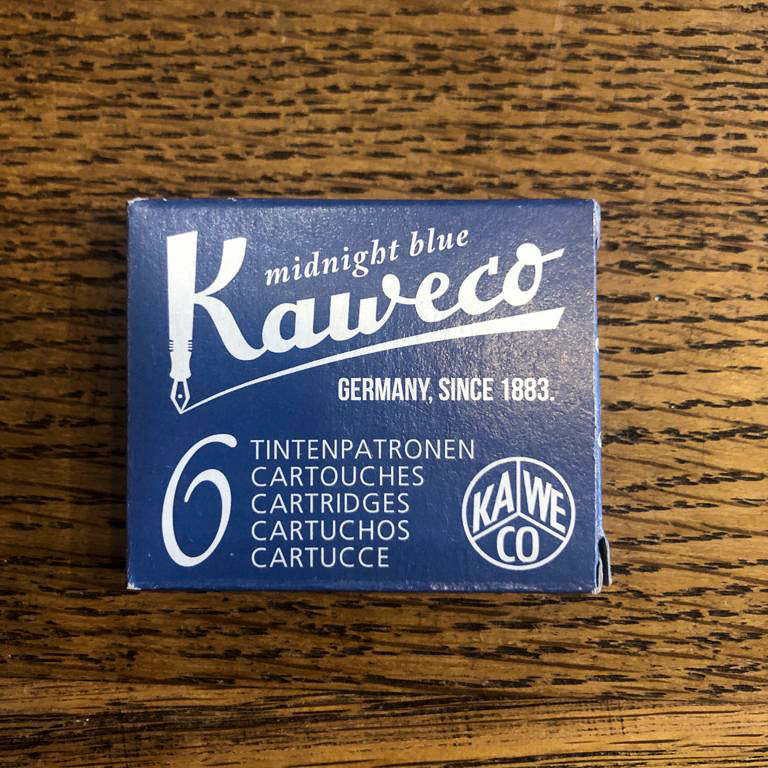 midnight blue
Kaweco
GERMANY, SINCE 1883.
6
TINTENPATRONEN
CARTOUCHES
CARTRIDGES
CARTUCHOS
CARTUCCE
KA WE
CO